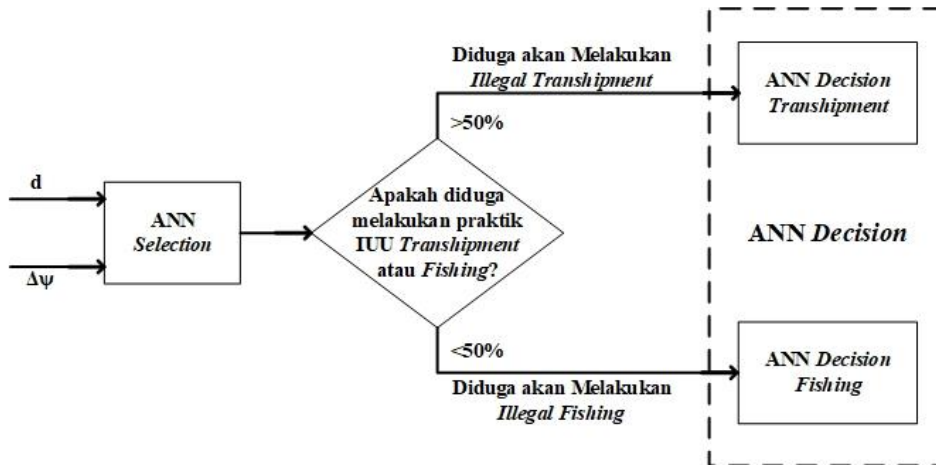 Diduga akan Melakukan
Illegal Transhipment
>50%
ANN Decision
Transhipment
d
Δψ
ANN
Selection
Apakah diduga
melakukan praktik
IUU Transhipment
atau Fishing?
ANN Decision
<50%
Diduga akan Melakukan
Illegal Fishing
ANN Decision
Fishing